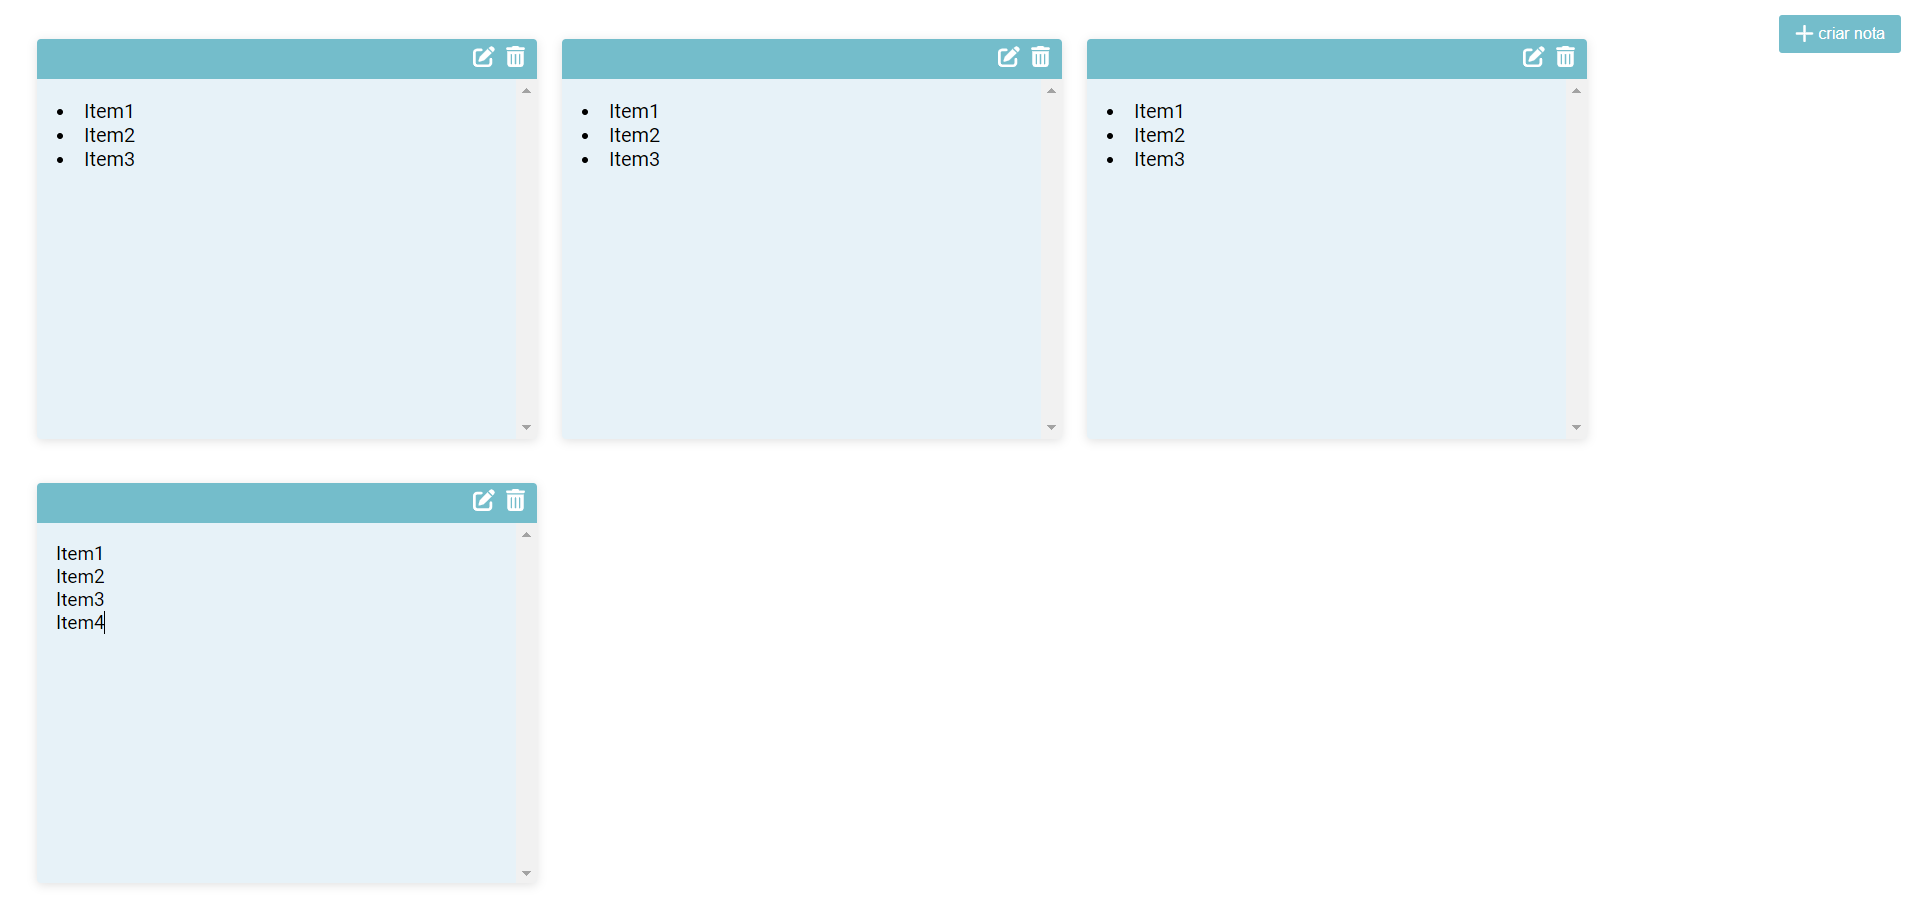 criar nota
• Item1
• Item2
• Item3
• Item1
• Item2
• Item3
• Item1
• Item2
• Item3
Item1
Item2
Item3
Item4